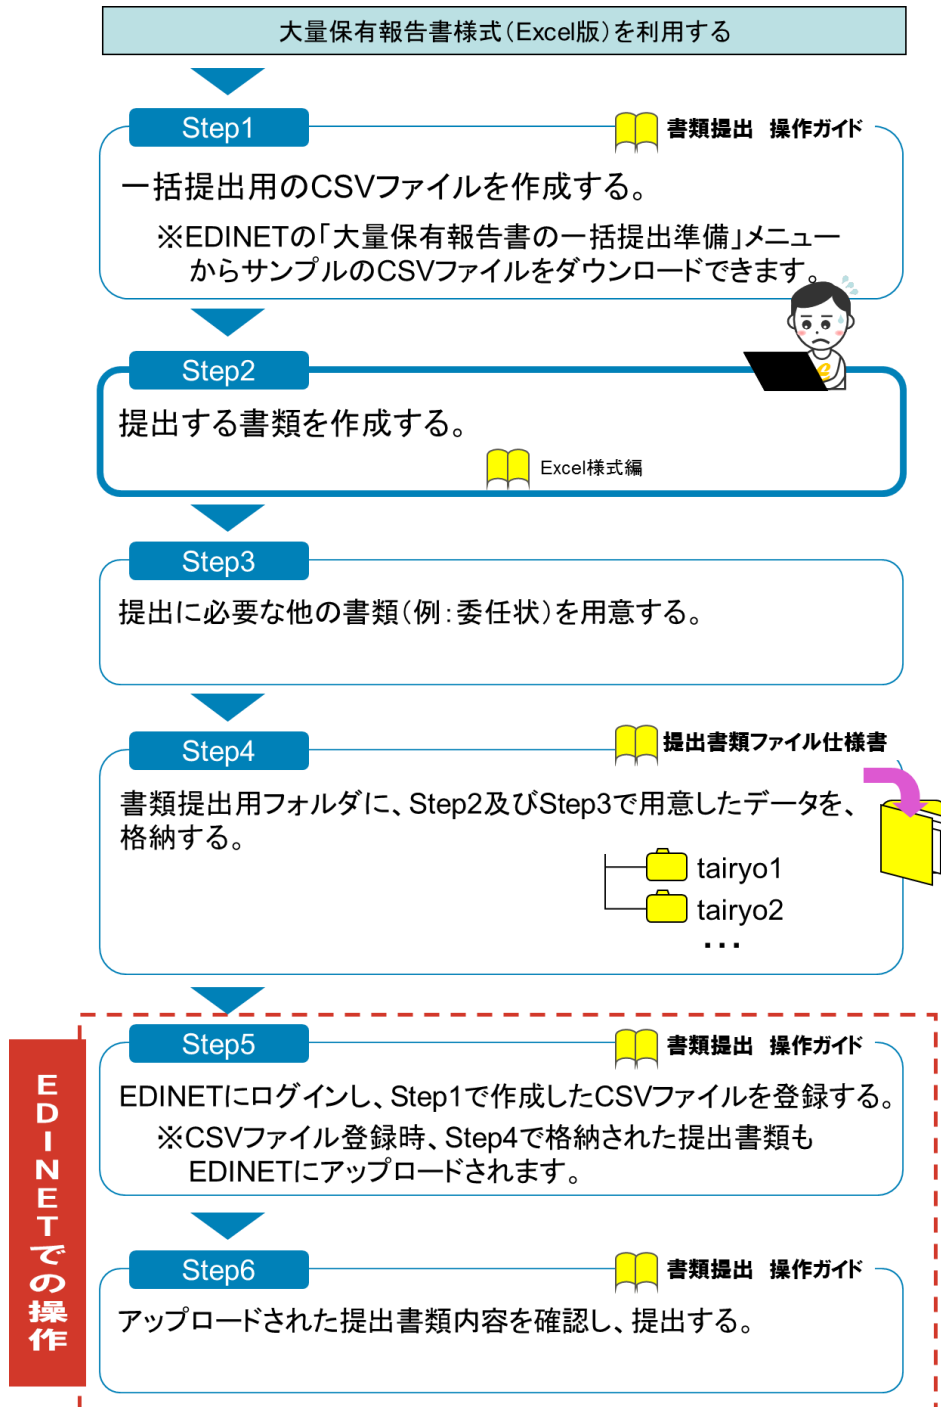 大量保有報告書様式(Excel版)を利用する
Step1
書類提出 操作ガイド
一括提出用のCSVファイルを作成する。
※EDINETの「大量保有報告書の一括提出準備」メニュー
からサンプルのCSVファイルをダウンロードできます。
Step2
提出する書類を作成する。
Excel様式編
Step3
提出に必要な他の書類(例:委任状)を用意する。
Step4
提出書類ファイル仕様書
書類提出用フォルダに、Step2及びStep3で用意したデータを、
格納する。
tairyo1
tairyo2
・・・
EDINETでの操作
Step5
書類提出 操作ガイド
EDINETにログインし、Step1で作成したCSVファイルを登録する。
※CSVファイル登録時、Step4で格納された提出書類も
EDINETにアップロードされます。
Step6
書類提出 操作ガイド
アップロードされた提出書類内容を確認し、提出する。